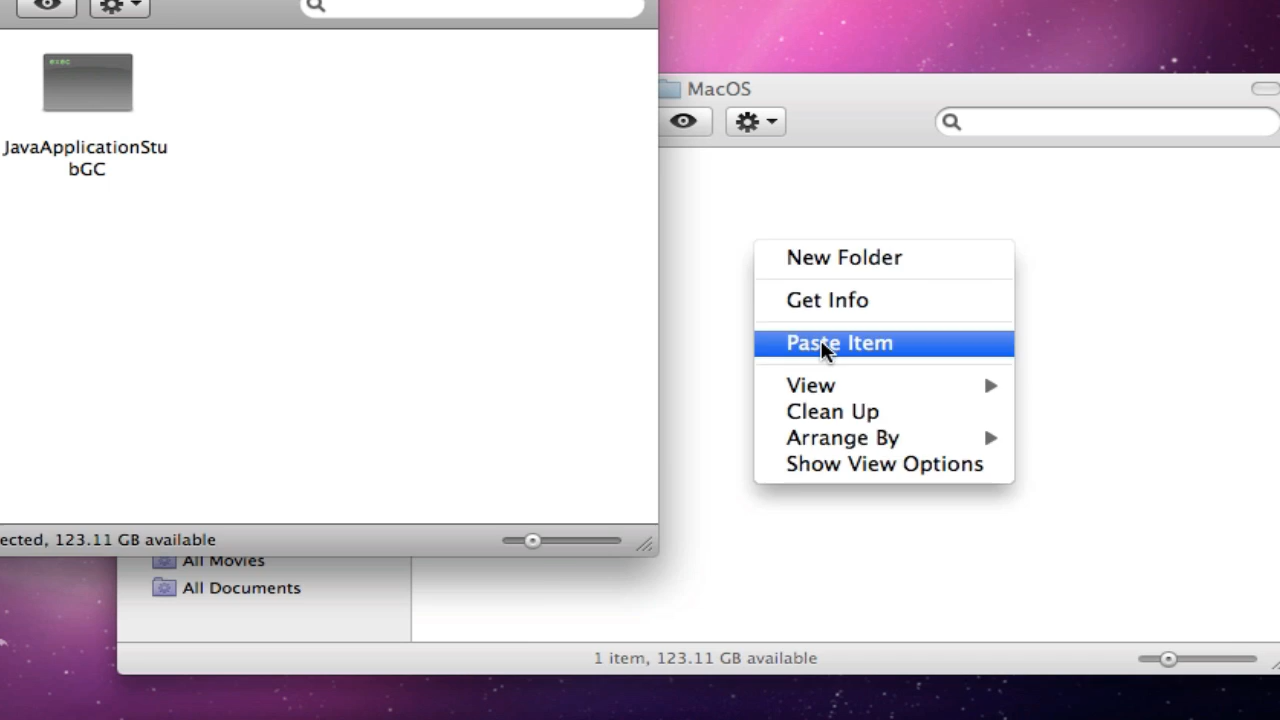 exec
JavaApplicationStu
bGC
ected, 123.11 GB available
MacOS
New Folder
Get Info
Paste Item
View
Clean Up
Arrange By
Show View Options
All Movies
All Documents
1 item, 123.11 GB available